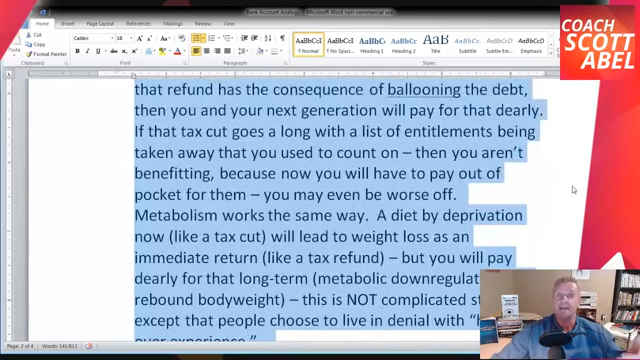 Bank Account Analogy - Microsoft Word non-commercial use
Home Insert Page Layout References Mailings Review View
Cut
Copy
Format Painter
Clipboard Font Paragraph Styles
AaBbCcI AaBbCcI AaBbC AaBbCc AaB AaBbCc. AaBbCcI
¶ Normal ¶ No Spaci... Heading 1 Heading 2 Title Subtitle Subtle Em... Emphasis
COACH
SCOTT
ABEL
that refund has the consequence of ballooning the debt,
then you and your next generation will pay for that dearly.
If that tax cut goes a long with a list of entitlements being
taken away that you used to count on – then you aren't
benefitting, because now you will have to pay out of
pocket for them – you may even be worse off.
Metabolism works the same way. A diet by deprivation
now (like a tax cut) will lead to weight loss as an
immediate return (like a tax refund) – but you will pay
dearly for that long-term (metabolic downregulat
rebound bodyweight) – this is NOT complicated st
except that people choose to live in denial with "
over experience."
Page: 2 of 4 Words: 141/812